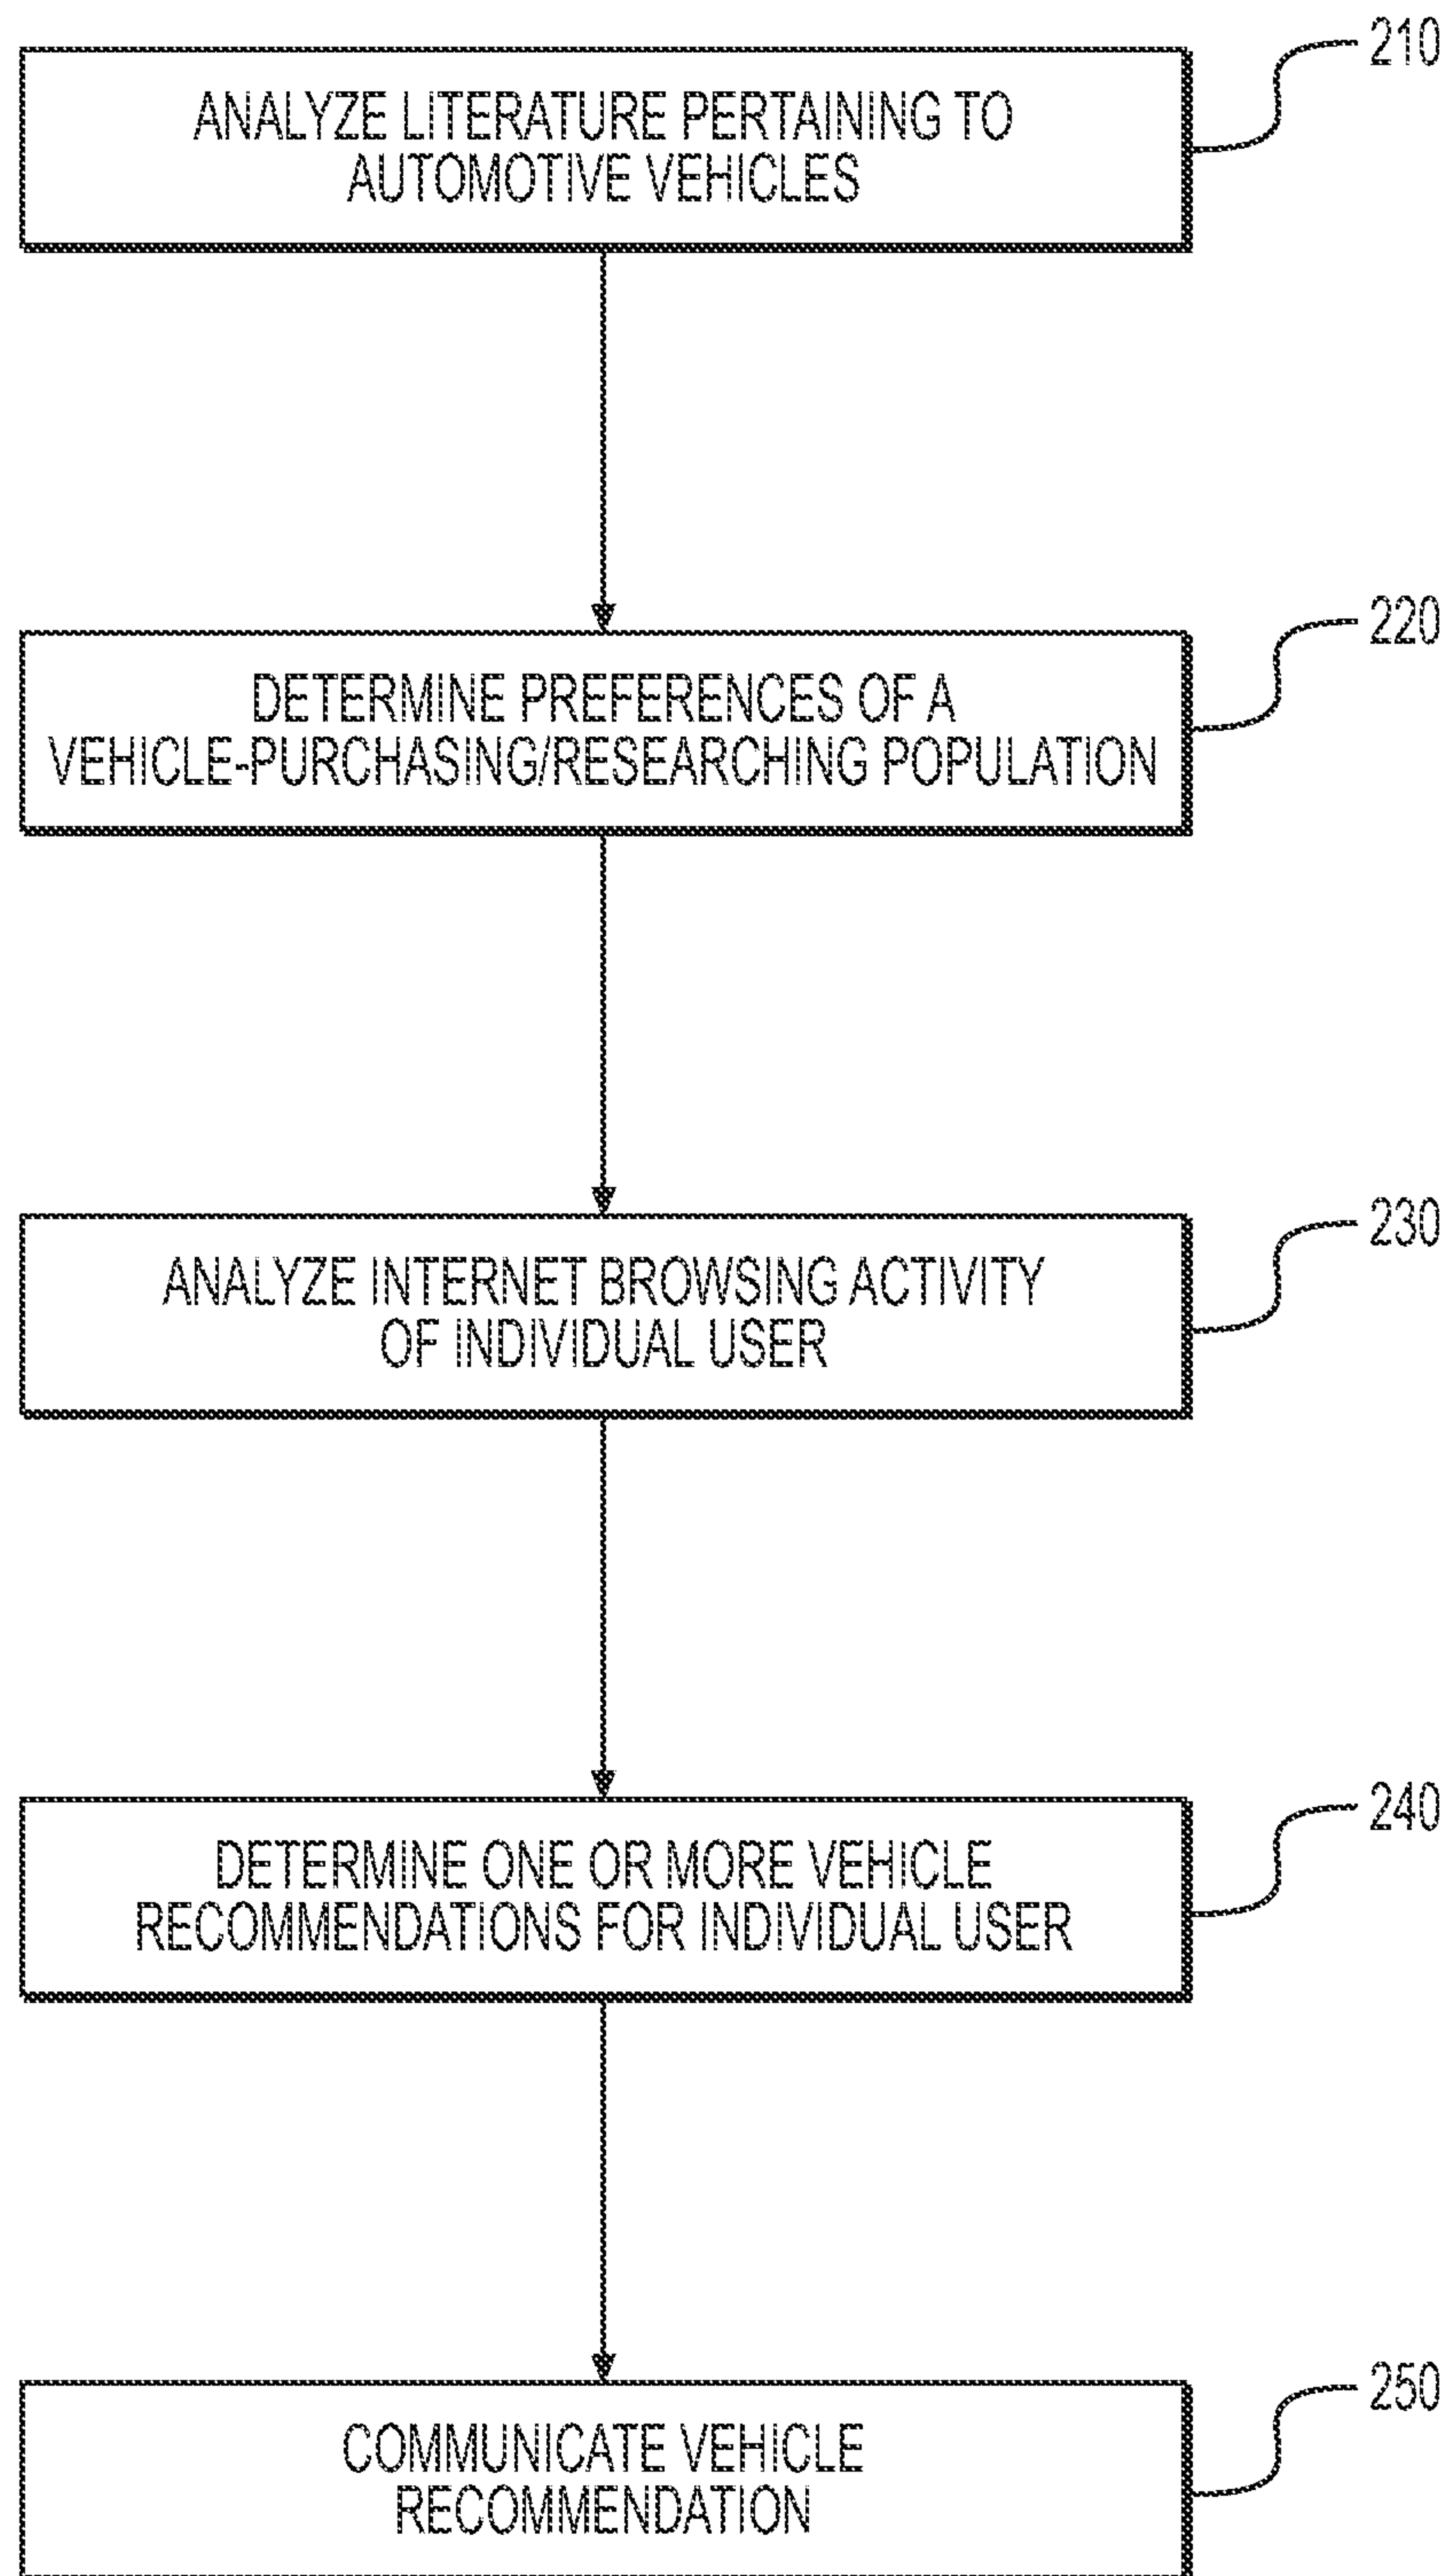 210
ANALYZE LITERATURE PERTAINING TO
AUTOMOTIVE VEHICLES
220
DETERMINE PREFERENCES OF A
VEHICLE-PURCHASING/RESEARCHING POPULATION
230
ANALYZE INTERNET BROWSING ACTIVITY
OF INDIVIDUAL USER
240
DETERMINE ONE OR MORE VEHICLE
RECOMMENDATIONS FOR INDIVIDUAL USER
250
COMMUNICATE VEHICLE
RECOMMENDATION